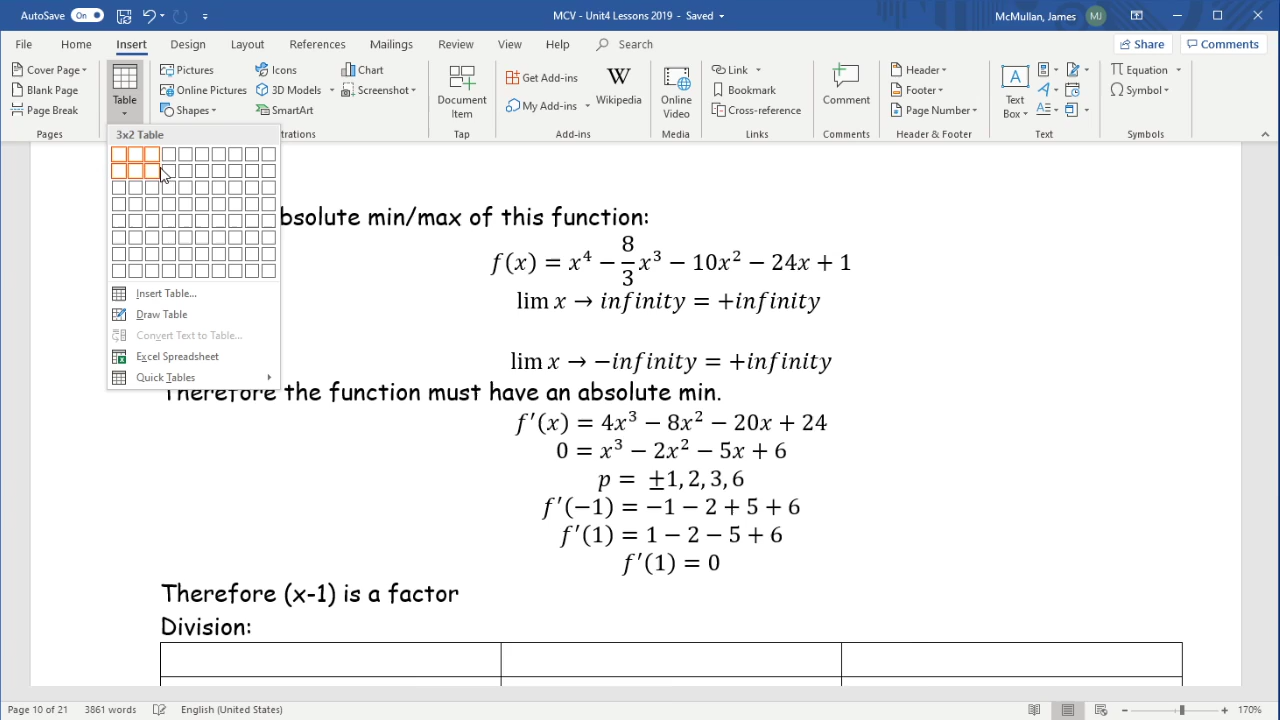 AutoSave On MCV - Unit4 Lessons 2019 - Saved McMullan, James MJ
File Home Insert Design Layout References Mailings Review View Help Search Share Comments
Cover Page
Blank Page
Page Break
Pages
Table
Pictures
Online Pictures
Shapes
Icons
3D Models
SmartArt
Chart
Screenshot
trations
Document
Item
Tap
Get Add-ins
My Add-ins
W
Wikipedia
Add-ins
Online
Video
Media
Link
Bookmark
Cross-reference
Links
Comment
Comments
Header
Footer
Page Number
Header & Footer
A
Text
Box
Text
Equation
Symbol
Symbols
3x2 Table
Insert Table...
Draw Table
Convert Text to Table...
Excel Spreadsheet
Quick Tables
bsolute min/max of this function:
f(x) = x⁴ − 8/3 x³ − 10x² − 24x + 1
lim x → infinity = +infinity
lim x → −infinity = +infinity
Therefore the function must have an absolute min.
f′(x) = 4x³ − 8x² − 20x + 24
0 = x³ − 2x² − 5x + 6
p = ±1, 2, 3, 6
f′(−1) = −1 − 2 + 5 + 6
f′(1) = 1 − 2 − 5 + 6
f′(1) = 0
Therefore (x-1) is a factor
Division:
Page 10 of 21 3861 words English (United States) 170%